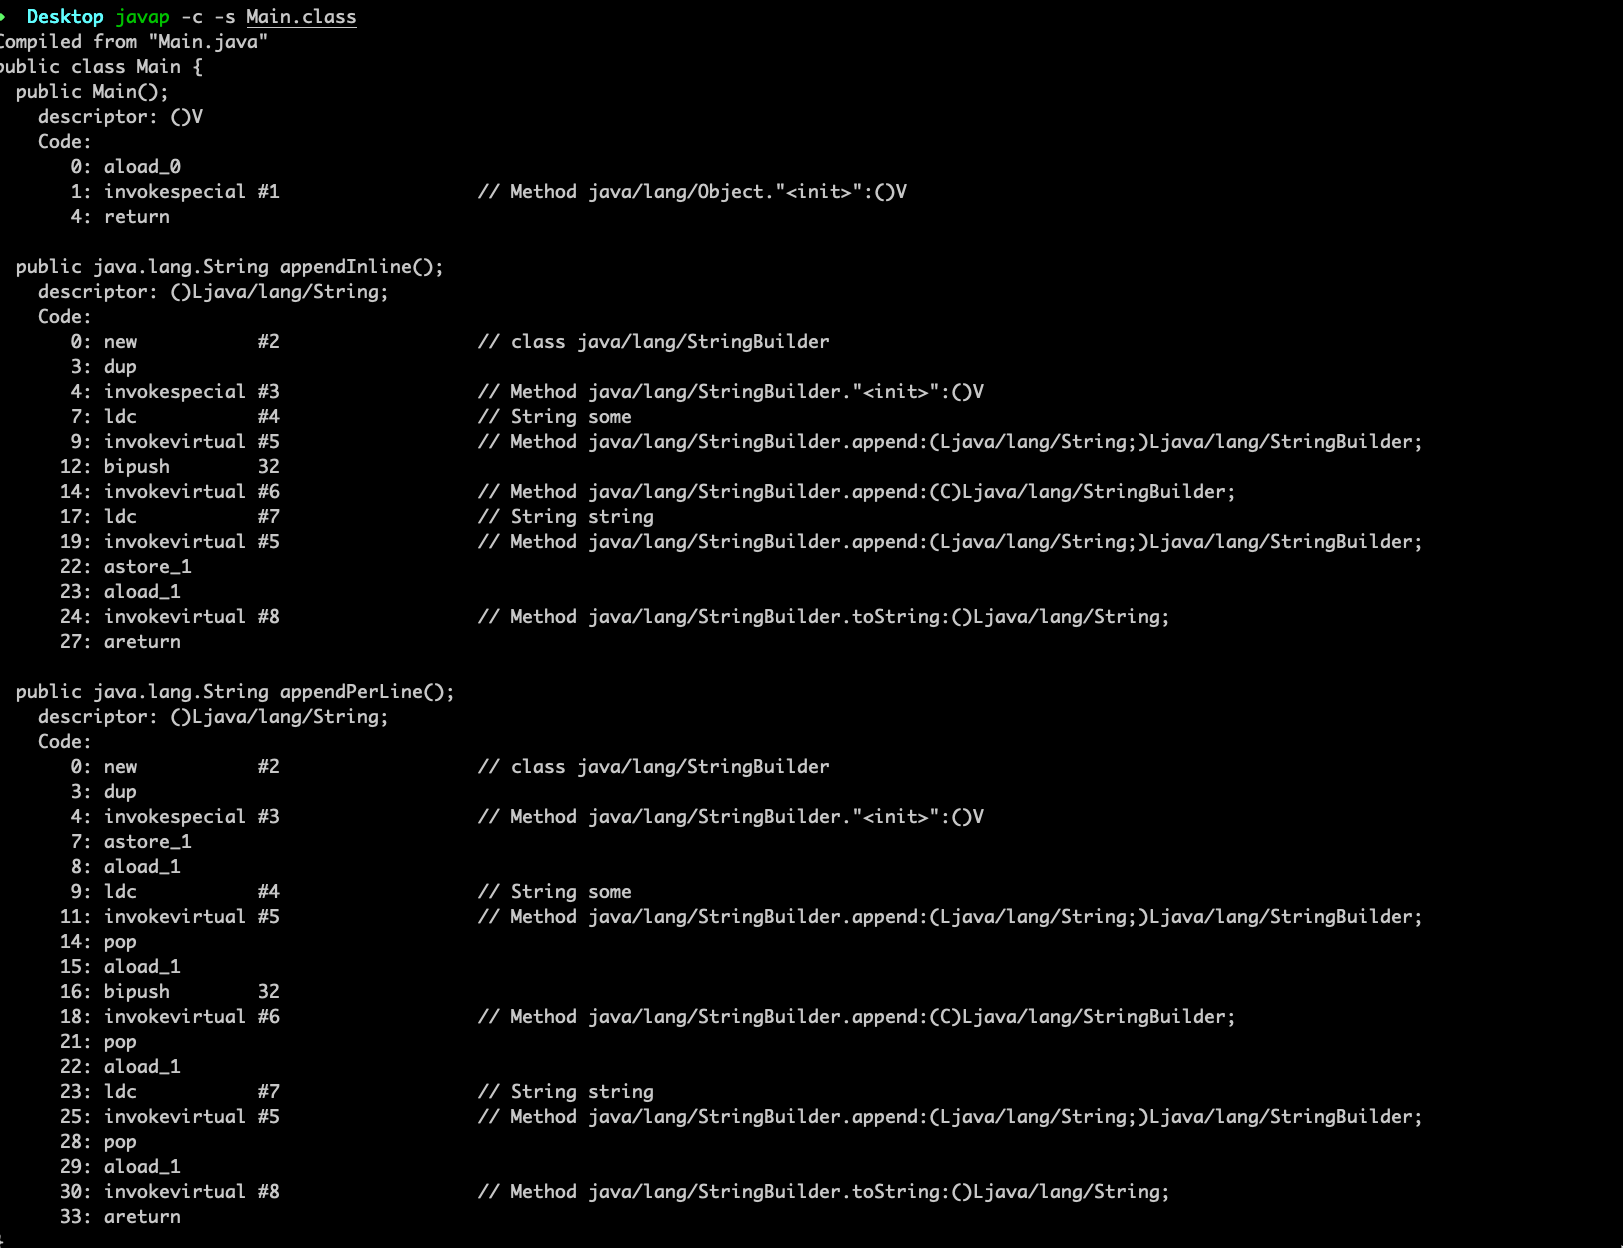 Desktop javap -c -s Main.class
Compiled from "Main.java"
public class Main {
  public Main();
    descriptor: ()V
    Code:
       0: aload_0
       1: invokespecial #1                  // Method java/lang/Object."<init>":()V
       4: return

  public java.lang.String appendInline();
    descriptor: ()Ljava/lang/String;
    Code:
       0: new           #2                  // class java/lang/StringBuilder
       3: dup
       4: invokespecial #3                  // Method java/lang/StringBuilder."<init>":()V
       7: ldc           #4                  // String some
       9: invokevirtual #5                  // Method java/lang/StringBuilder.append:(Ljava/lang/String;)Ljava/lang/StringBuilder;
      12: bipush        32
      14: invokevirtual #6                  // Method java/lang/StringBuilder.append:(C)Ljava/lang/StringBuilder;
      17: ldc           #7                  // String string
      19: invokevirtual #5                  // Method java/lang/StringBuilder.append:(Ljava/lang/String;)Ljava/lang/StringBuilder;
      22: astore_1
      23: aload_1
      24: invokevirtual #8                  // Method java/lang/StringBuilder.toString:()Ljava/lang/String;
      27: areturn

  public java.lang.String appendPerLine();
    descriptor: ()Ljava/lang/String;
    Code:
       0: new           #2                  // class java/lang/StringBuilder
       3: dup
       4: invokespecial #3                  // Method java/lang/StringBuilder."<init>":()V
       7: astore_1
       8: aload_1
       9: ldc           #4                  // String some
      11: invokevirtual #5                  // Method java/lang/StringBuilder.append:(Ljava/lang/String;)Ljava/lang/StringBuilder;
      14: pop
      15: aload_1
      16: bipush        32
      18: invokevirtual #6                  // Method java/lang/StringBuilder.append:(C)Ljava/lang/StringBuilder;
      21: pop
      22: aload_1
      23: ldc           #7                  // String string
      25: invokevirtual #5                  // Method java/lang/StringBuilder.append:(Ljava/lang/String;)Ljava/lang/StringBuilder;
      28: pop
      29: aload_1
      30: invokevirtual #8                  // Method java/lang/StringBuilder.toString:()Ljava/lang/String;
      33: areturn
}